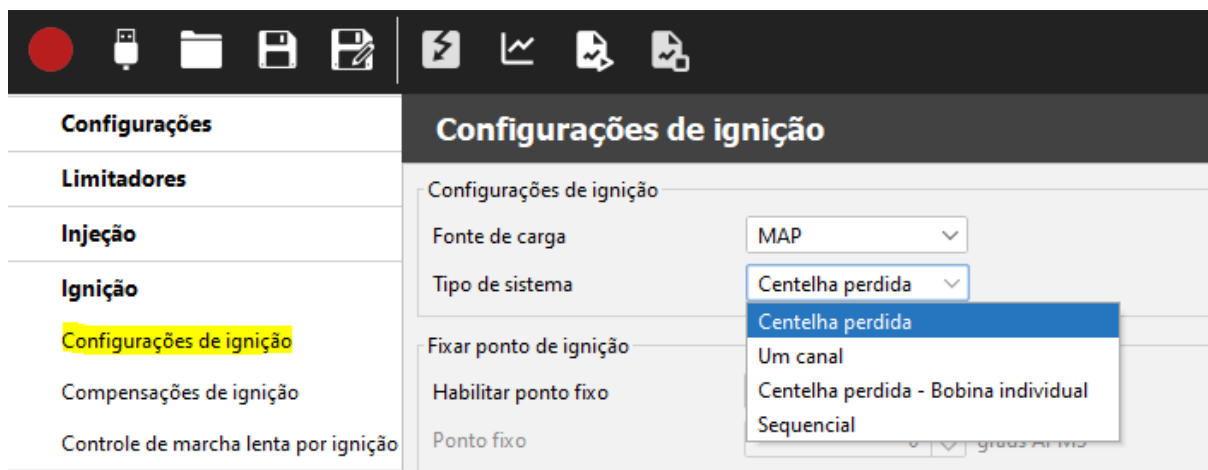 Configurações
Limitadores
Injeção
Ignição
Configurações de ignição
Compensações de ignição
Controle de marcha lenta por ignição
Configurações de ignição
Configurações de ignição
Fonte de carga MAP
Tipo de sistema Centelha perdida
Centelha perdida
Um canal
Centelha perdida - Bobina individual
Sequencial
Fixar ponto de ignição
Habilitar ponto fixo
Ponto fixo